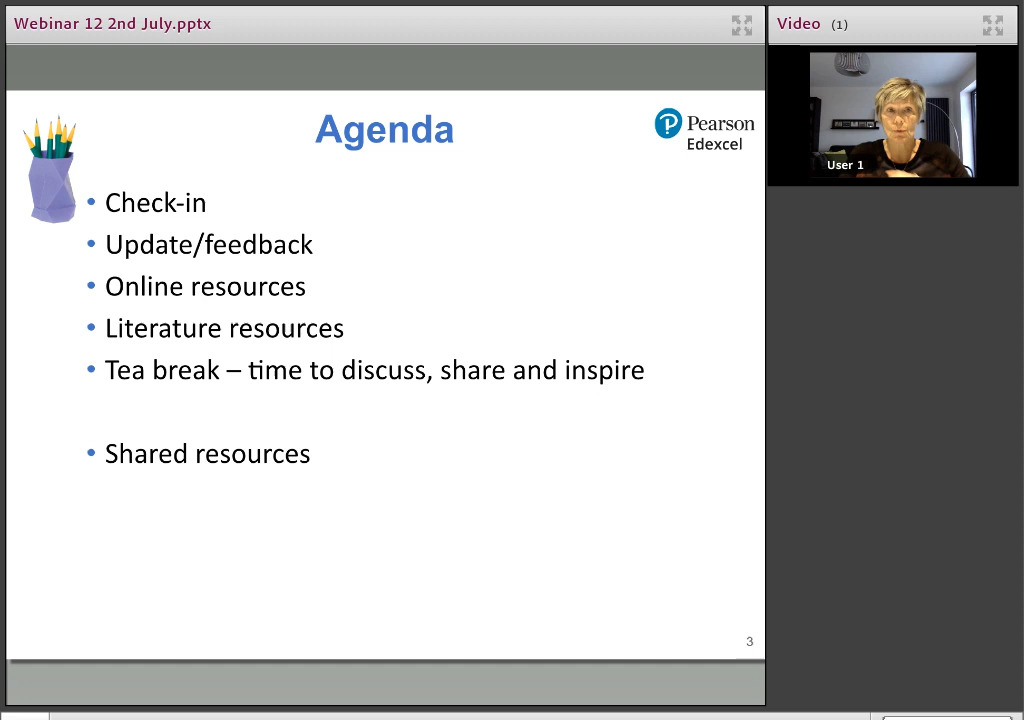 Webinar 12 2nd July.pptx
Video (1)
Agenda
Pearson
Edexcel
User 1
• Check-in
• Update/feedback
• Online resources
• Literature resources
• Tea break – time to discuss, share and inspire
• Shared resources
3